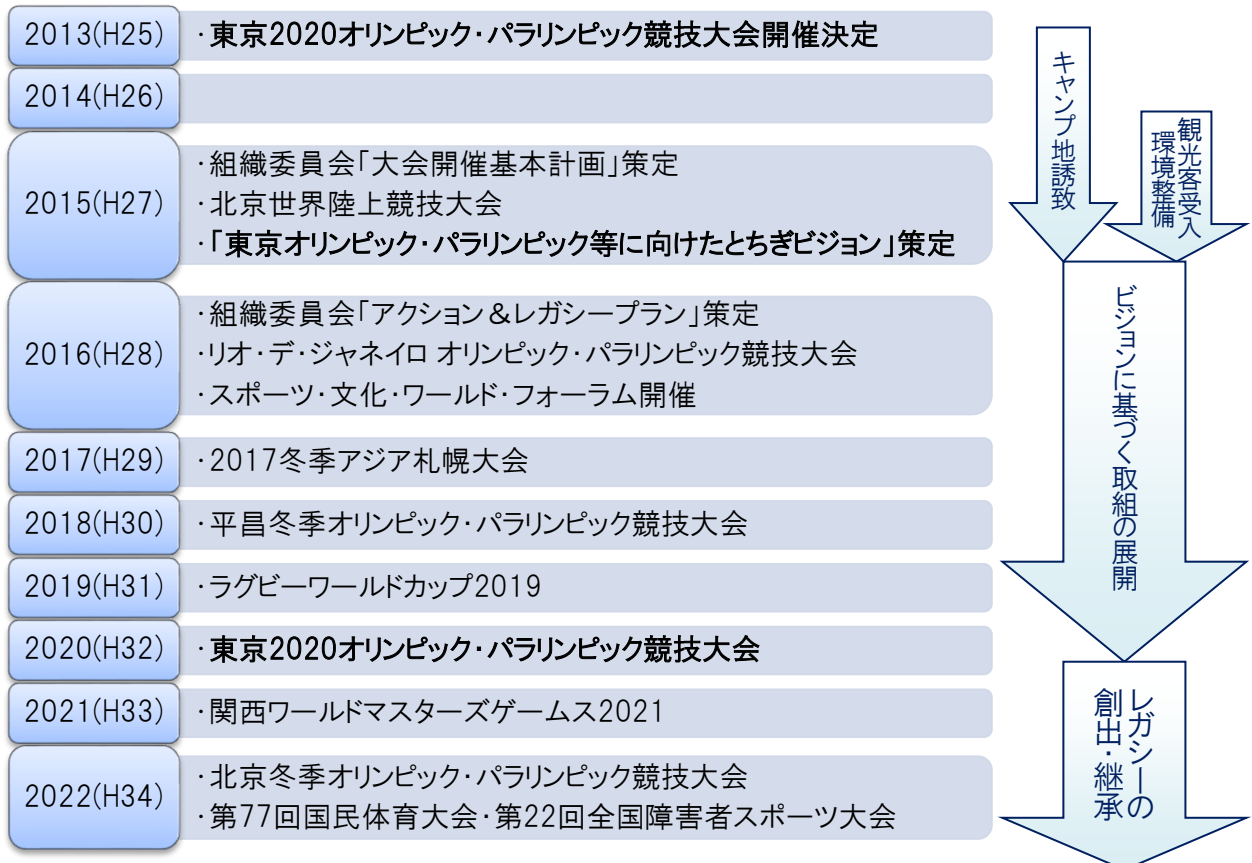 2013(H25)
・東京2020オリンピック・パラリンピック競技大会開催決定
2014(H26)
2015(H27)
・組織委員会「大会開催基本計画」策定
・北京世界陸上競技大会
・「東京オリンピック・パラリンピック等に向けたとちぎビジョン」策定
2016(H28)
・組織委員会「アクション&レガシープラン」策定
・リオ・デ・ジャネイロ オリンピック・パラリンピック競技大会
・スポーツ・文化・ワールド・フォーラム開催
2017(H29)
・2017冬季アジア札幌大会
2018(H30)
・平昌冬季オリンピック・パラリンピック競技大会
2019(H31)
・ラグビーワールドカップ2019
2020(H32)
・東京2020オリンピック・パラリンピック競技大会
2021(H33)
・関西ワールドマスターズゲームス2021
2022(H34)
・北京冬季オリンピック・パラリンピック競技大会
・第77回国民体育大会・第22回全国障害者スポーツ大会
キャンプ地誘致
観光客受入
環境整備
ビジョンに基づく取組の展開
レガシーの
創出・継承